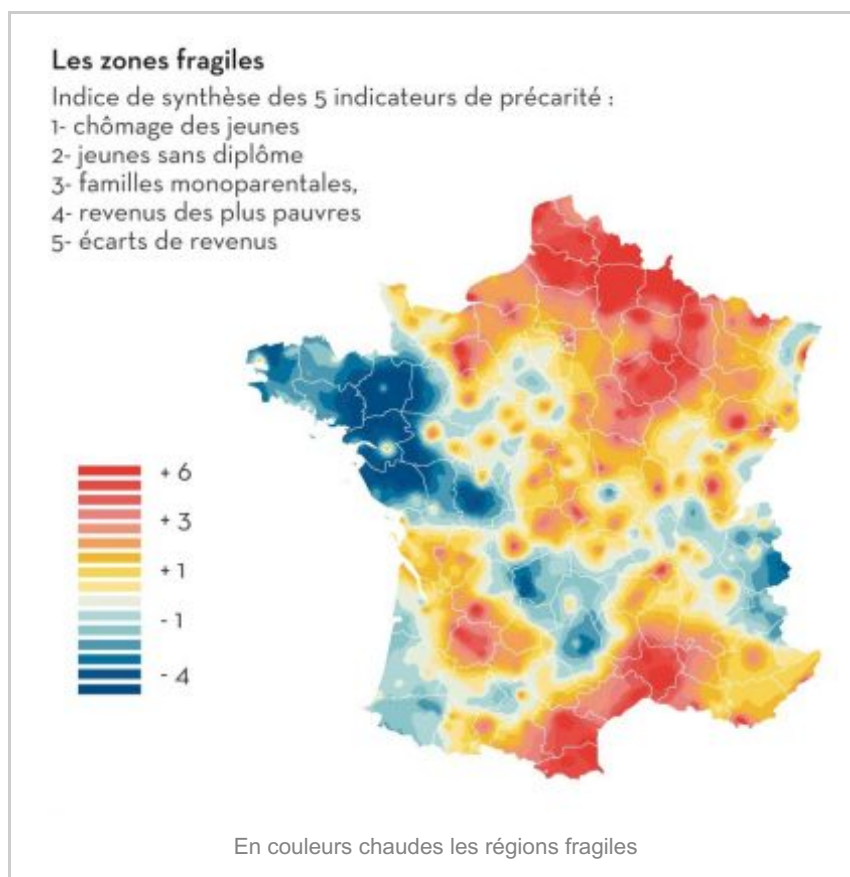 Les zones fragiles
Indice de synthèse des 5 indicateurs de précarité :
1- chômage des jeunes
2- jeunes sans diplôme
3- familles monoparentales,
4- revenus des plus pauvres
5- écarts de revenus
+ 6
+ 3
+ 1
- 1
- 4
En couleurs chaudes les régions fragiles